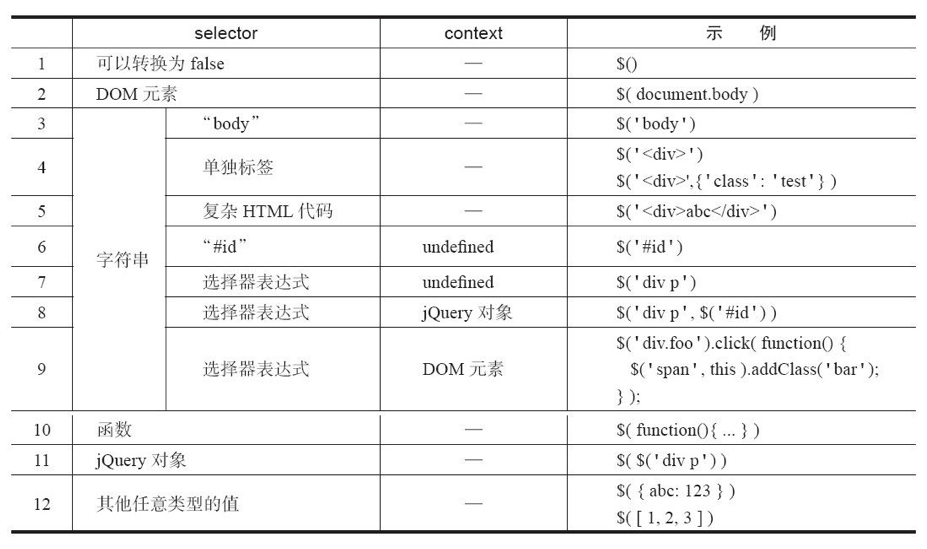 selector context 示 例
1 可以转换为 false — $()
2 DOM 元素 — $( document.body )
字符串
3 “body” — $('body')
4 单独标签 — $('<div>')
$('<div>',{'class': 'test'} )
5 复杂 HTML 代码 — $('<div>abc</div>')
6 “#id” undefined $('#id')
7 选择器表达式 undefined $('div p')
8 选择器表达式 jQuery 对象 $('div p', $('#id') )
9 选择器表达式 DOM 元素 $('div.foo').click( function() {
$('span', this ).addClass('bar');
} );
10 函数 — $( function(){ ... } )
11 jQuery 对象 — $( $('div p') )
12 其他任意类型的值 — $( { abc: 123 } )
$( [ 1, 2, 3 ] )